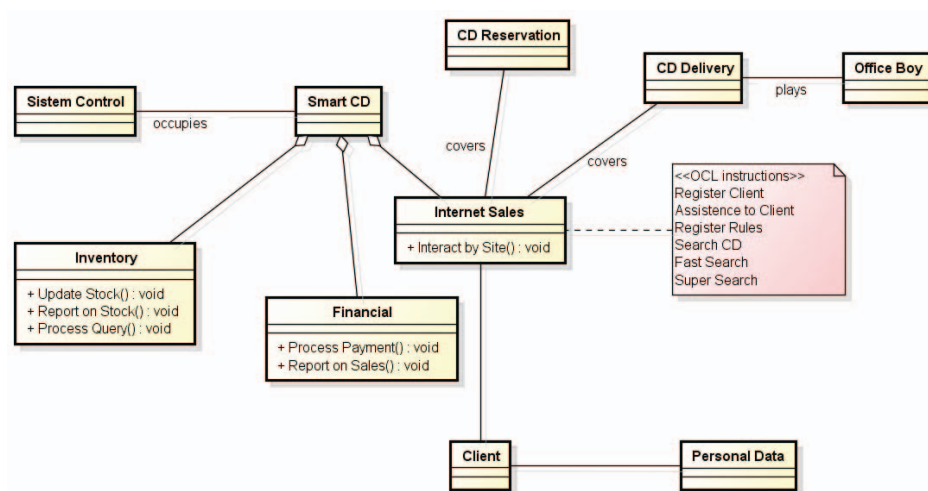 CD Reservation
CD Delivery
Office Boy
plays
Sistem Control
Smart CD
occupies
covers
covers
<<OCL instructions>>
Register Client
Assistence to Client
Register Rules
Search CD
Fast Search
Super Search
Internet Sales
+ Interact by Site() : void
Inventory
+ Update Stock() : void
+ Report on Stock() : void
+ Process Query() : void
Financial
+ Process Payment() : void
+ Report on Sales() : void
Client
Personal Data